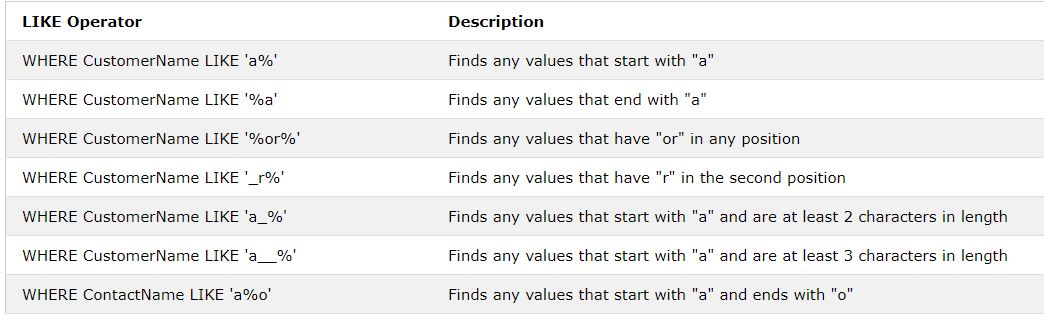 LIKE Operator Description
WHERE CustomerName LIKE 'a%' Finds any values that start with "a"
WHERE CustomerName LIKE '%a' Finds any values that end with "a"
WHERE CustomerName LIKE '%or%' Finds any values that have "or" in any position
WHERE CustomerName LIKE '_r%' Finds any values that have "r" in the second position
WHERE CustomerName LIKE 'a_%' Finds any values that start with "a" and are at least 2 characters in length
WHERE CustomerName LIKE 'a__%' Finds any values that start with "a" and are at least 3 characters in length
WHERE ContactName LIKE 'a%o' Finds any values that start with "a" and ends with "o"